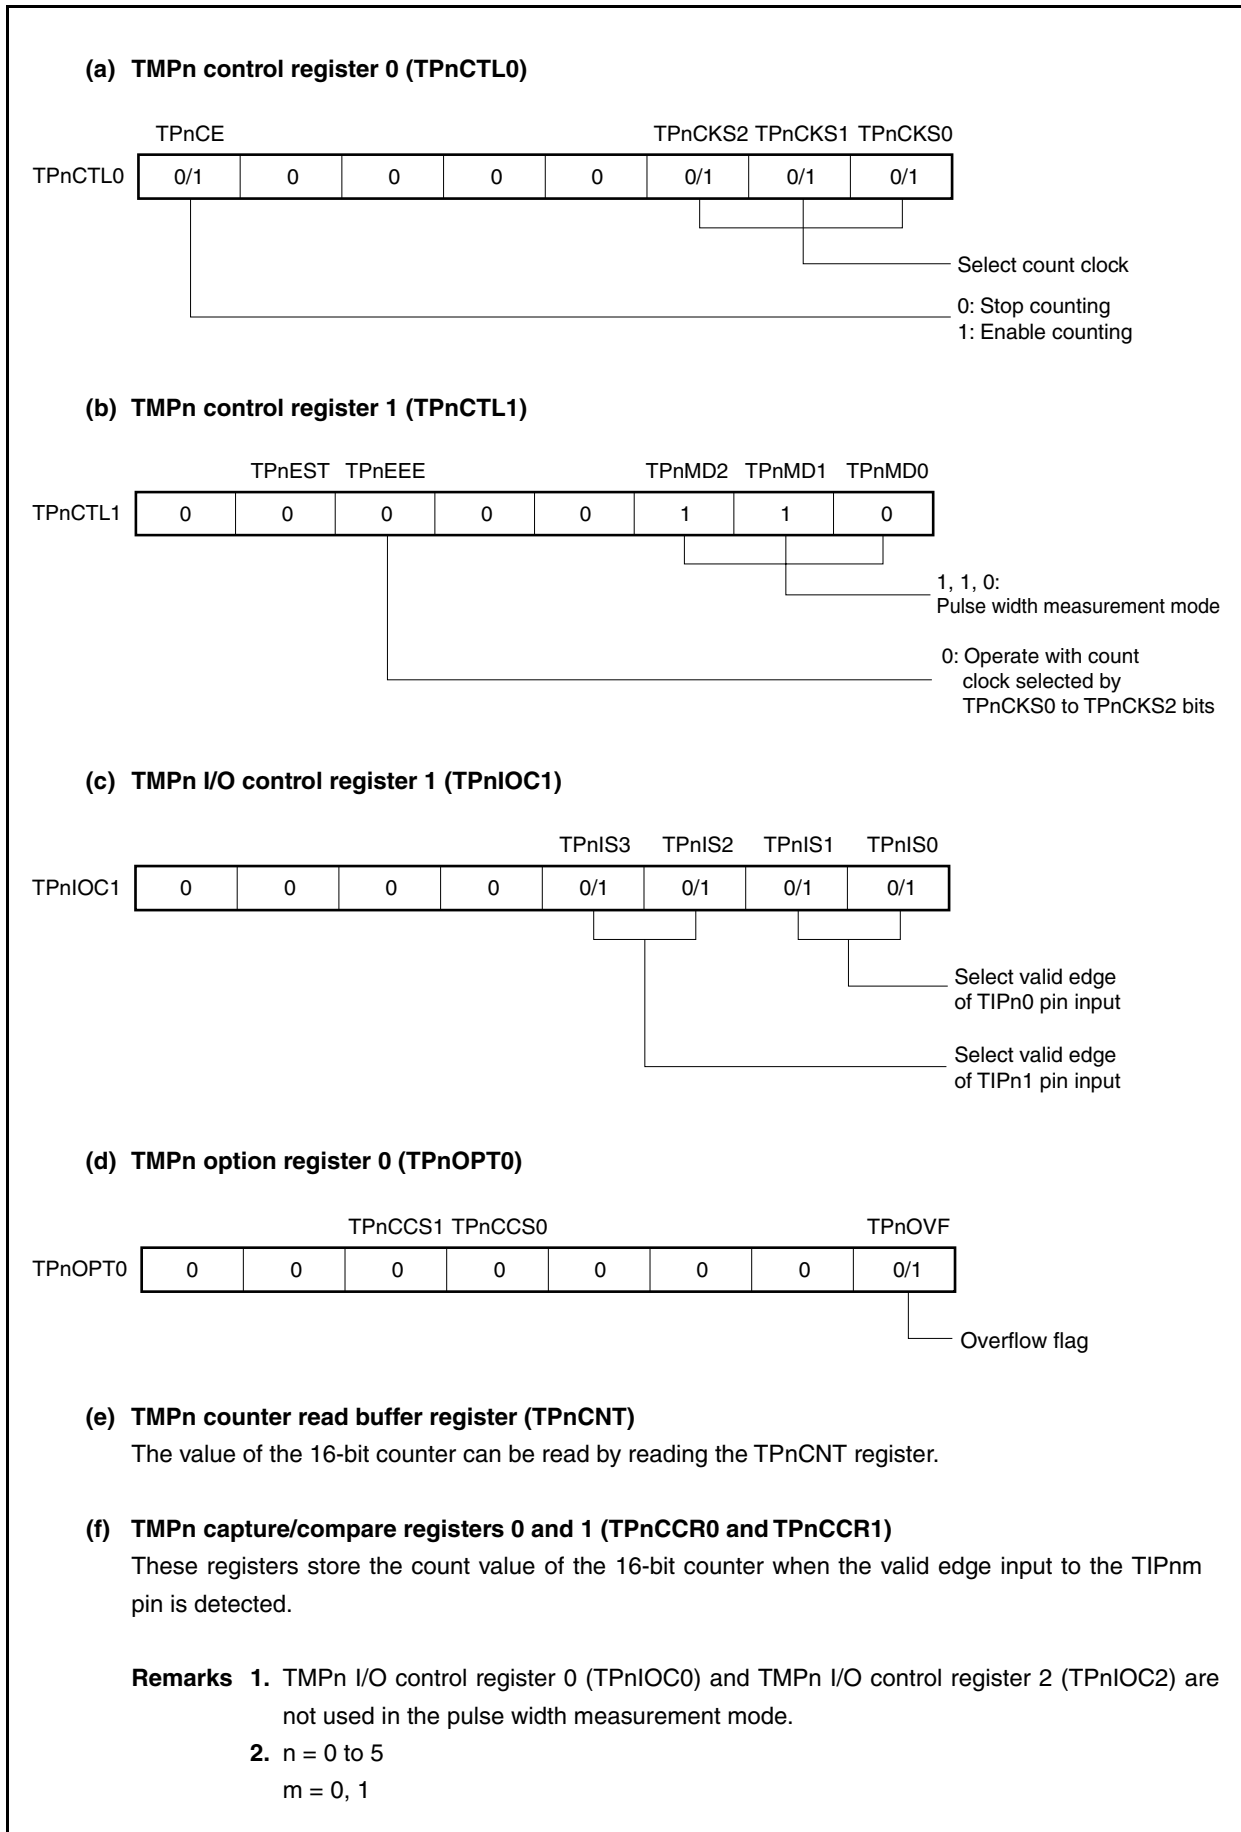 (a) TMPn control register 0 (TPnCTL0)
TPnCE TPnCKS2 TPnCKS1 TPnCKS0
TPnCTL0 0/1 0 0 0 0 0/1 0/1 0/1
Select count clock
0: Stop counting
1: Enable counting
(b) TMPn control register 1 (TPnCTL1)
TPnEST TPnEEE TPnMD2 TPnMD1 TPnMD0
TPnCTL1 0 0 0 0 0 1 1 0
1, 1, 0:
Pulse width measurement mode
0: Operate with count
clock selected by
TPnCKS0 to TPnCKS2 bits
(c) TMPn I/O control register 1 (TPnIOC1)
TPnIS3 TPnIS2 TPnIS1 TPnIS0
TPnIOC1 0 0 0 0 0/1 0/1 0/1 0/1
Select valid edge
of TIPn0 pin input
Select valid edge
of TIPn1 pin input
(d) TMPn option register 0 (TPnOPT0)
TPnCCS1 TPnCCS0 TPnOVF
TPnOPT0 0 0 0 0 0 0 0 0/1
Overflow flag
(e) TMPn counter read buffer register (TPnCNT)
The value of the 16-bit counter can be read by reading the TPnCNT register.
(f) TMPn capture/compare registers 0 and 1 (TPnCCR0 and TPnCCR1)
These registers store the count value of the 16-bit counter when the valid edge input to the TIPnm
pin is detected.
Remarks 1. TMPn I/O control register 0 (TPnIOC0) and TMPn I/O control register 2 (TPnIOC2) are
not used in the pulse width measurement mode.
2. n = 0 to 5
m = 0, 1